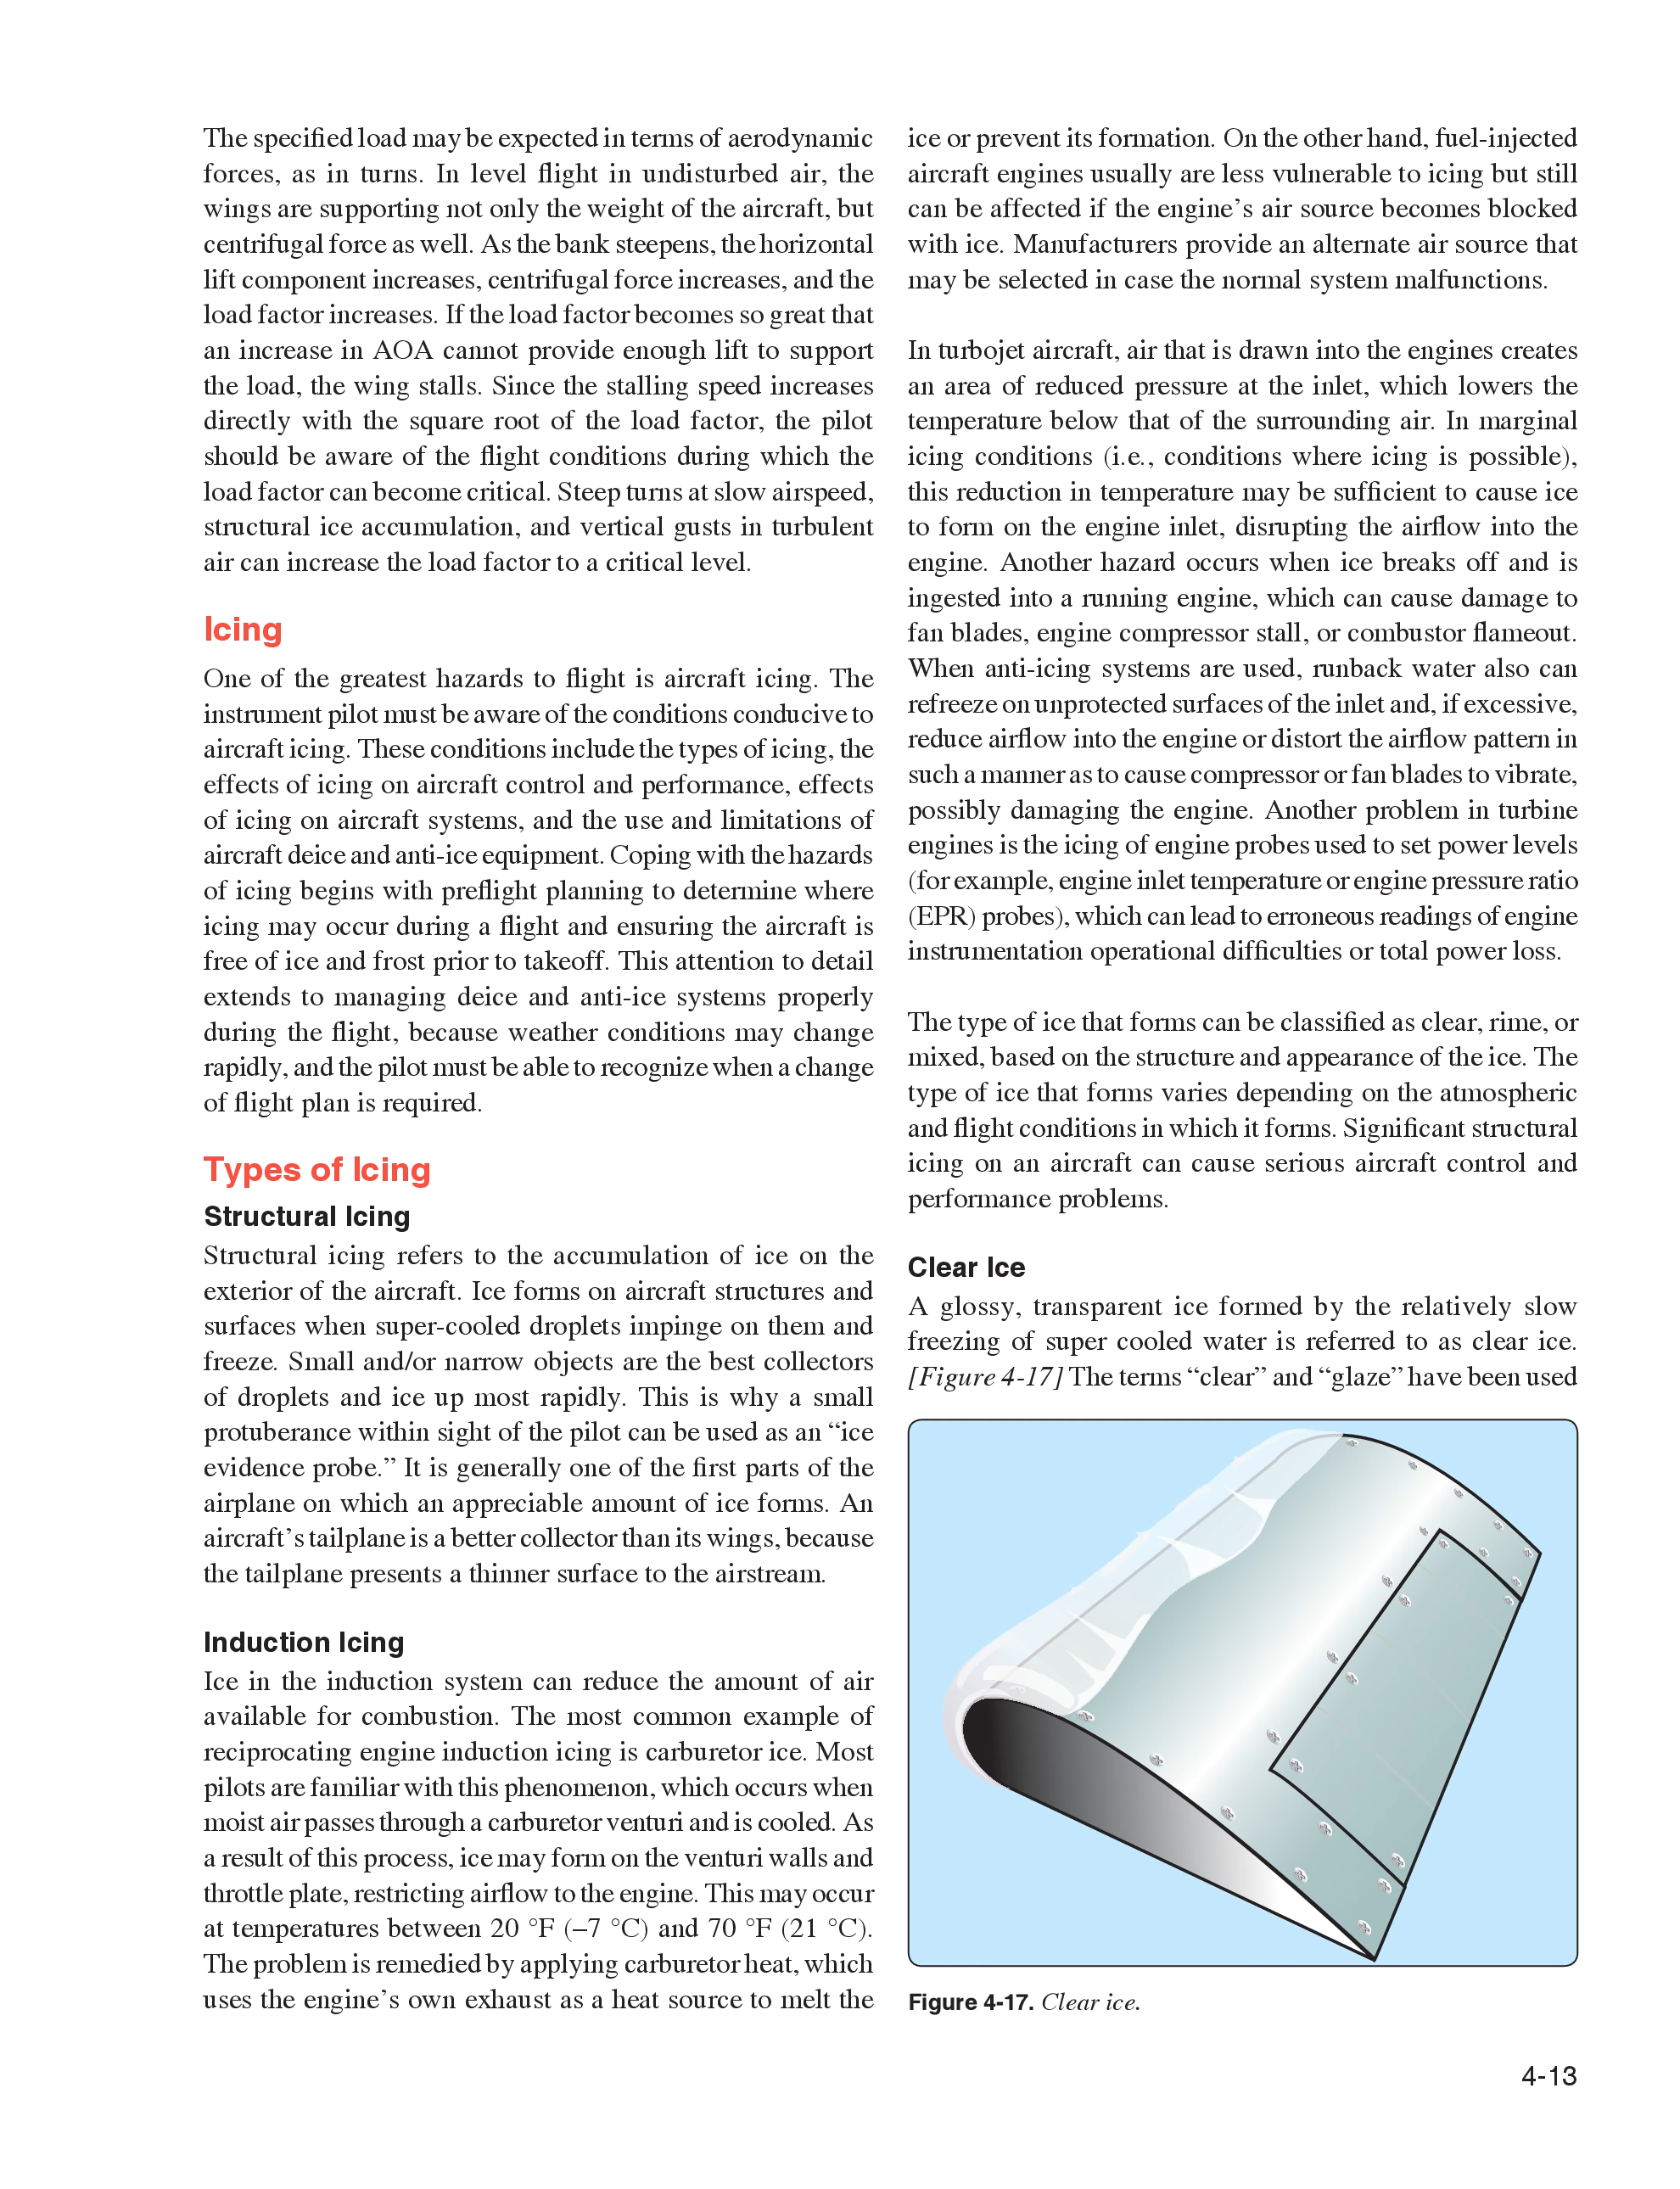 The specified load may be expected in terms of aerodynamic
forces, as in turns. In level flight in undisturbed air, the
wings are supporting not only the weight of the aircraft, but
centrifugal force as well. As the bank steepens, the horizontal
lift component increases, centrifugal force increases, and the
load factor increases. If the load factor becomes so great that
an increase in AOA cannot provide enough lift to support
the load, the wing stalls. Since the stalling speed increases
directly with the square root of the load factor, the pilot
should be aware of the flight conditions during which the
load factor can become critical. Steep turns at slow airspeed,
structural ice accumulation, and vertical gusts in turbulent
air can increase the load factor to a critical level.
Icing
One of the greatest hazards to flight is aircraft icing. The
instrument pilot must be aware of the conditions conducive to
aircraft icing. These conditions include the types of icing, the
effects of icing on aircraft control and performance, effects
of icing on aircraft systems, and the use and limitations of
aircraft deice and anti-ice equipment. Coping with the hazards
of icing begins with preflight planning to determine where
icing may occur during a flight and ensuring the aircraft is
free of ice and frost prior to takeoff. This attention to detail
extends to managing deice and anti-ice systems properly
during the flight, because weather conditions may change
rapidly, and the pilot must be able to recognize when a change
of flight plan is required.
Types of Icing
Structural Icing
Structural icing refers to the accumulation of ice on the
exterior of the aircraft. Ice forms on aircraft structures and
surfaces when super-cooled droplets impinge on them and
freeze. Small and/or narrow objects are the best collectors
of droplets and ice up most rapidly. This is why a small
protuberance within sight of the pilot can be used as an “ice
evidence probe.” It is generally one of the first parts of the
airplane on which an appreciable amount of ice forms. An
aircraft’s tailplane is a better collector than its wings, because
the tailplane presents a thinner surface to the airstream.
Induction Icing
Ice in the induction system can reduce the amount of air
available for combustion. The most common example of
reciprocating engine induction icing is carburetor ice. Most
pilots are familiar with this phenomenon, which occurs when
moist air passes through a carburetor venturi and is cooled. As
a result of this process, ice may form on the venturi walls and
throttle plate, restricting airflow to the engine. This may occur
at temperatures between 20 °F (–7 °C) and 70 °F (21 °C).
The problem is remedied by applying carburetor heat, which
uses the engine’s own exhaust as a heat source to melt the
ice or prevent its formation. On the other hand, fuel-injected
aircraft engines usually are less vulnerable to icing but still
can be affected if the engine’s air source becomes blocked
with ice. Manufacturers provide an alternate air source that
may be selected in case the normal system malfunctions.
In turbojet aircraft, air that is drawn into the engines creates
an area of reduced pressure at the inlet, which lowers the
temperature below that of the surrounding air. In marginal
icing conditions (i.e., conditions where icing is possible),
this reduction in temperature may be sufficient to cause ice
to form on the engine inlet, disrupting the airflow into the
engine. Another hazard occurs when ice breaks off and is
ingested into a running engine, which can cause damage to
fan blades, engine compressor stall, or combustor flameout.
When anti-icing systems are used, runback water also can
refreeze on unprotected surfaces of the inlet and, if excessive,
reduce airflow into the engine or distort the airflow pattern in
such a manner as to cause compressor or fan blades to vibrate,
possibly damaging the engine. Another problem in turbine
engines is the icing of engine probes used to set power levels
(for example, engine inlet temperature or engine pressure ratio
(EPR) probes), which can lead to erroneous readings of engine
instrumentation operational difficulties or total power loss.
The type of ice that forms can be classified as clear, rime, or
mixed, based on the structure and appearance of the ice. The
type of ice that forms varies depending on the atmospheric
and flight conditions in which it forms. Significant structural
icing on an aircraft can cause serious aircraft control and
performance problems.
Clear Ice
A glossy, transparent ice formed by the relatively slow
freezing of super cooled water is referred to as clear ice.
[Figure 4-17] The terms “clear” and “glaze” have been used
Figure 4-17. Clear ice.
4-13